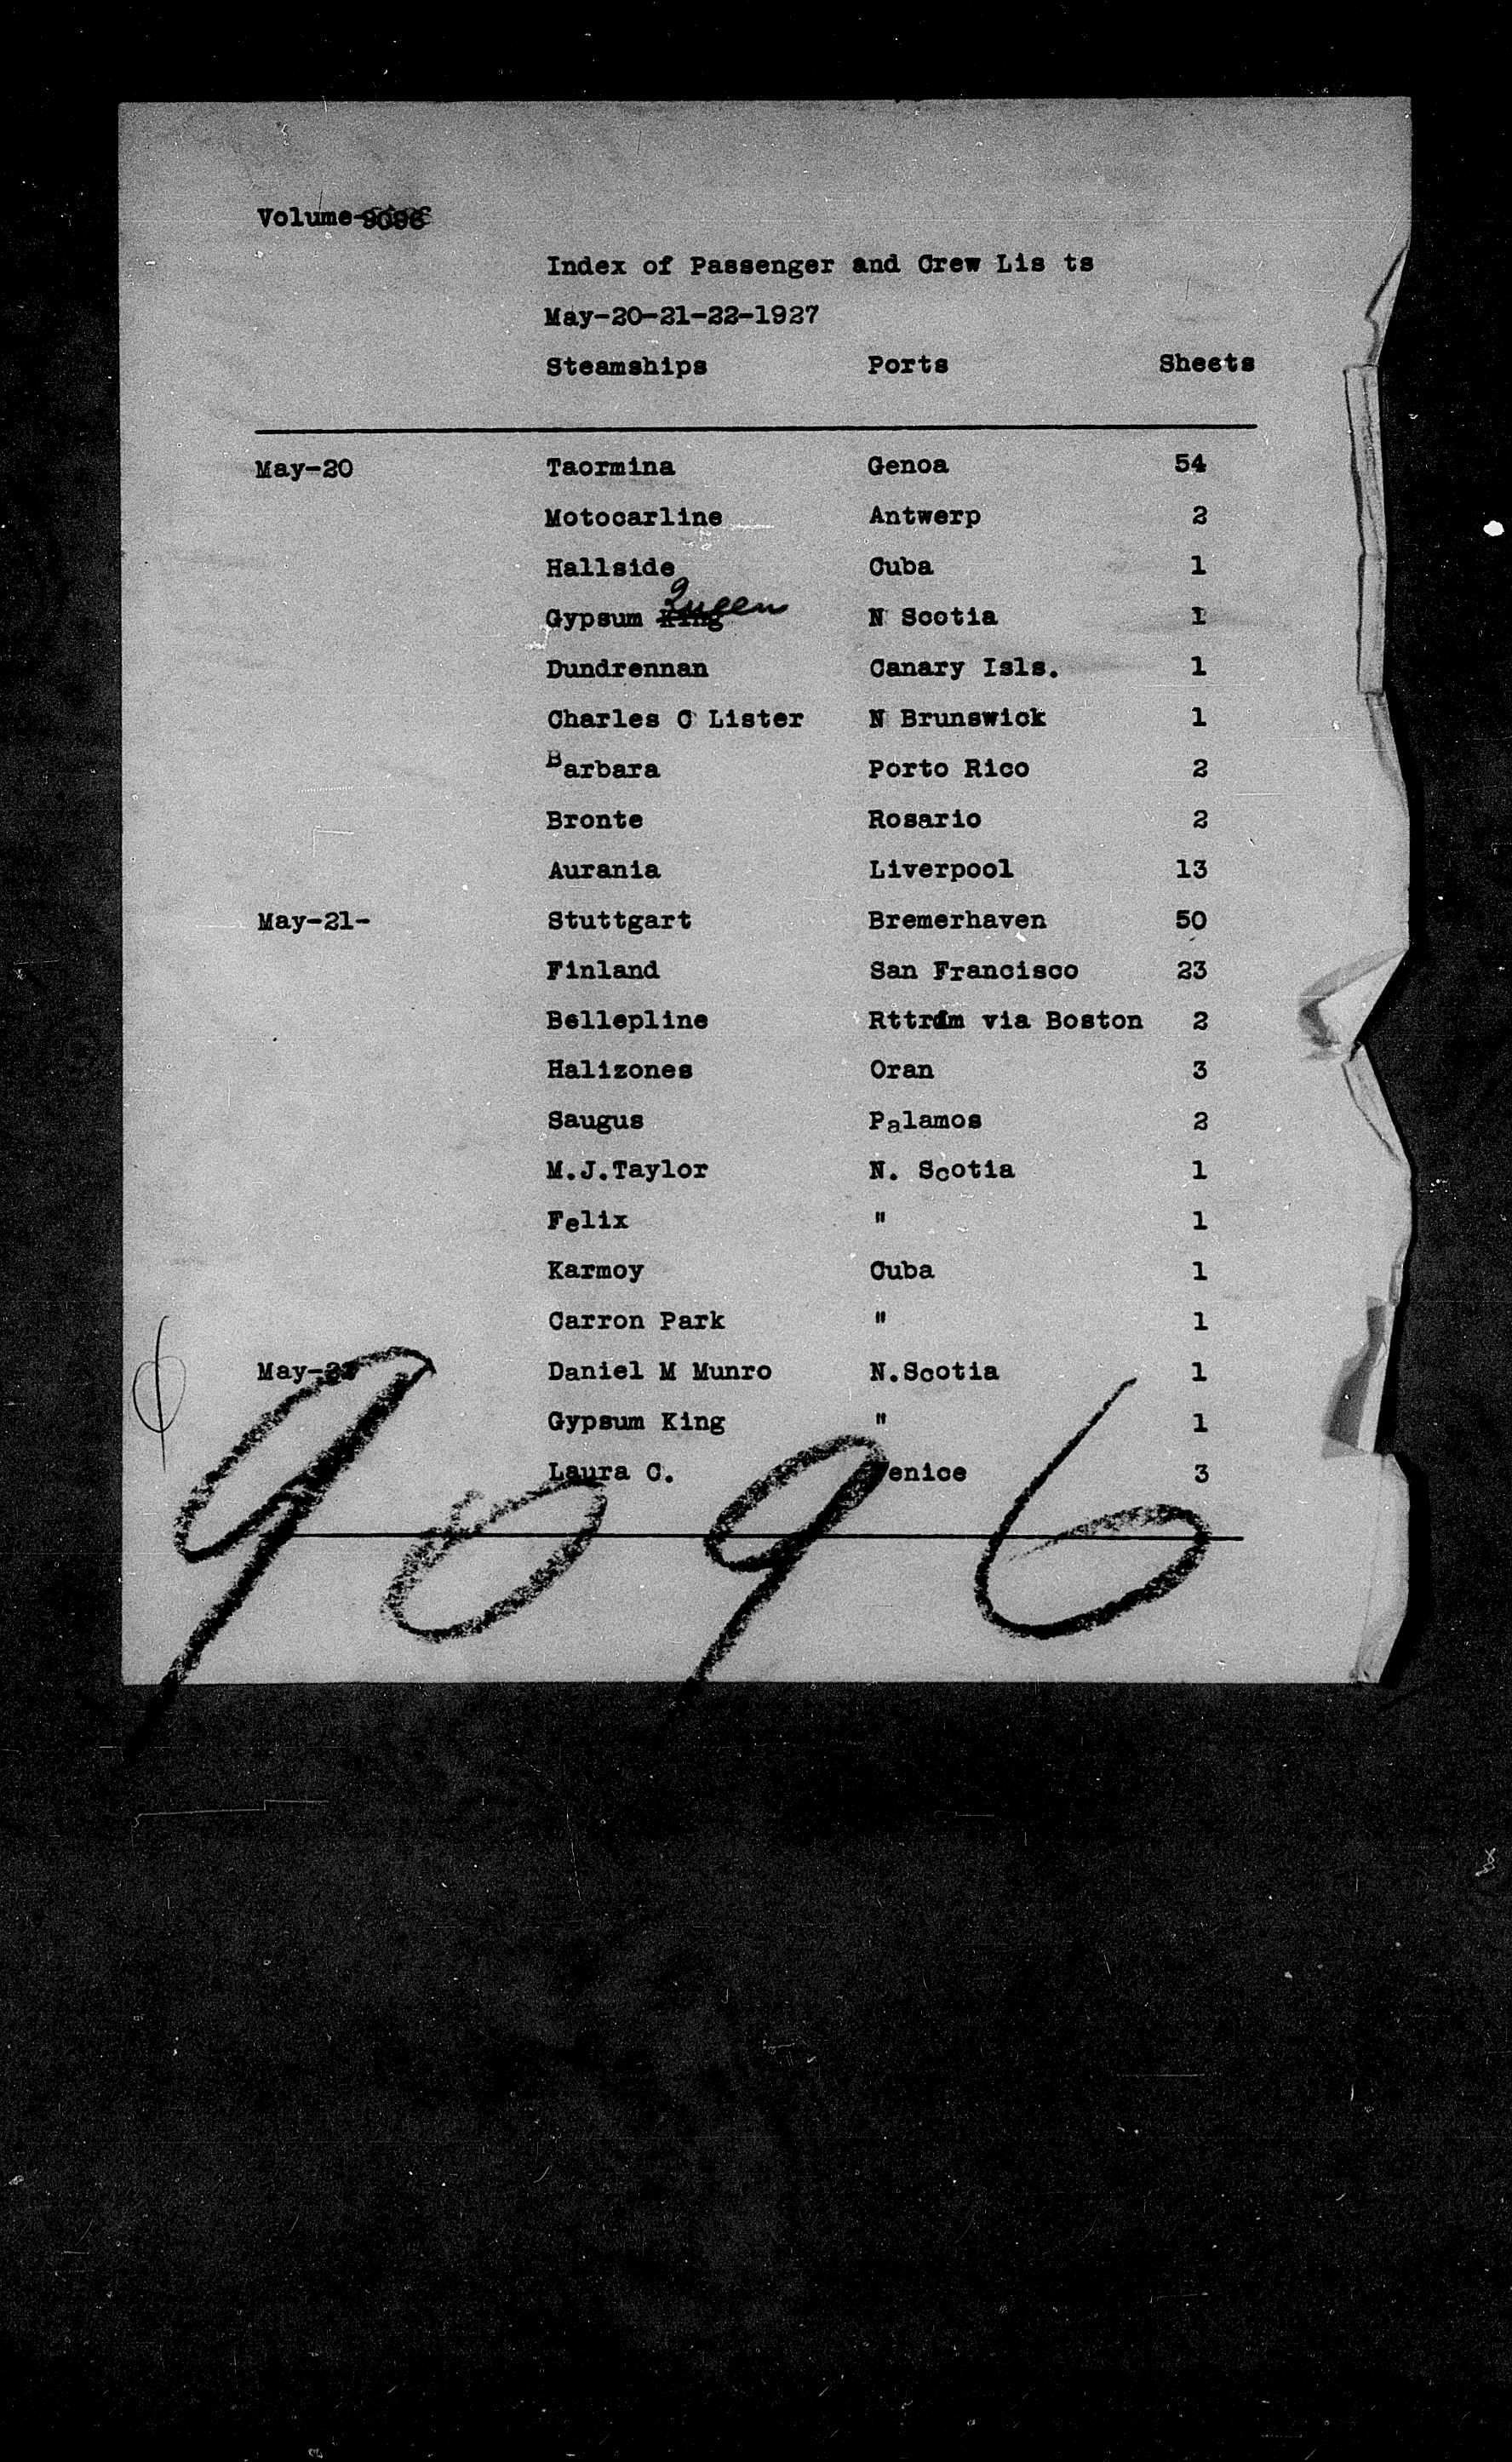 Volume-9096
Index of Passenger and Crew Lis ts
May-20-21-22-1927
Steamships Ports Sheets
May-20 Taormina Genoa 54
Motocarline Antwerp 2
Hallside Cuba 1
Gypsum King Queen N Scotia 1
Dundrennan Canary Isls. 1
Charles C Lister N Brunswick 1
Barbara Porto Rico 2
Bronte Rosario 2
Aurania Liverpool 13
May-21- Stuttgart Bremerhaven 50
Finland San Francisco 23
Bellepline Rttrdm via Boston 2
Halizones Oran 3
Saugus Palamos 2
M.J.Taylor N. Scotia 1
Felix " 1
Karmoy Cuba 1
Carron Park " 1
May- Daniel M Munro N.Scotia 1
Gypsum King " 1
Laura C. Venice 3
9096